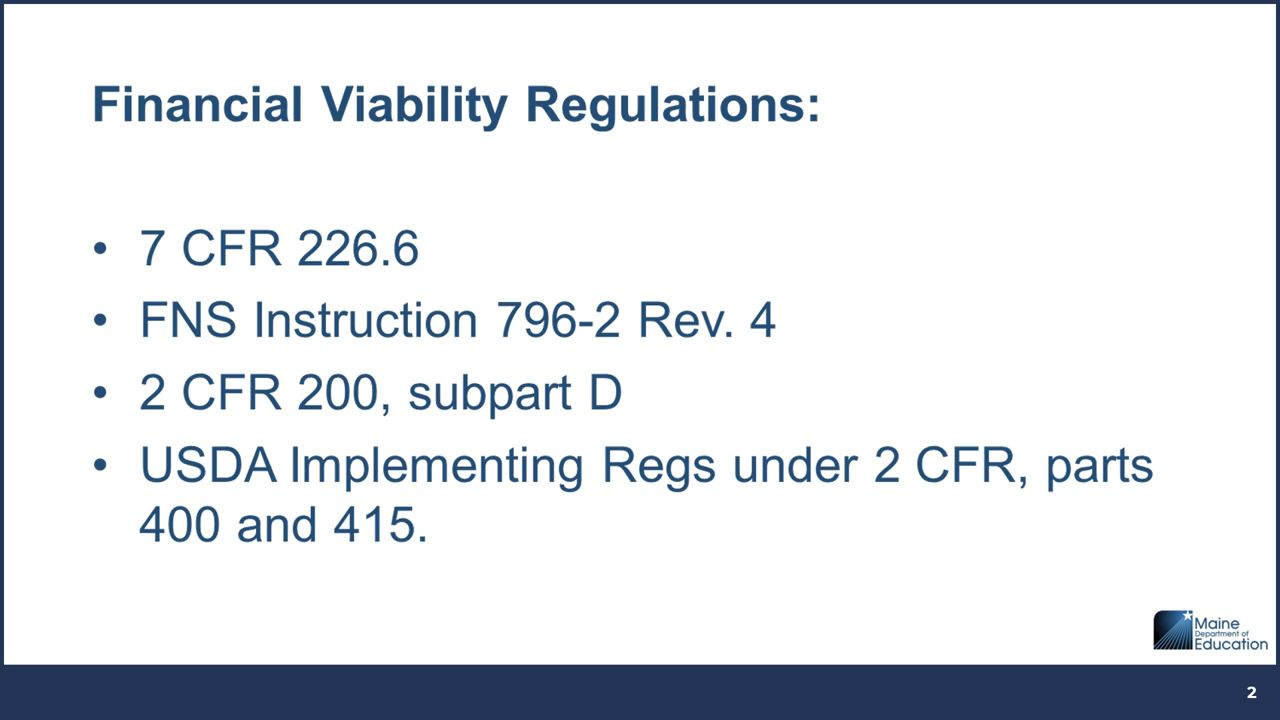 Financial Viability Regulations:
• 7 CFR 226.6
• FNS Instruction 796-2 Rev. 4
• 2 CFR 200, subpart D
• USDA Implementing Regs under 2 CFR, parts
400 and 415.
Maine
Department of
Education
2